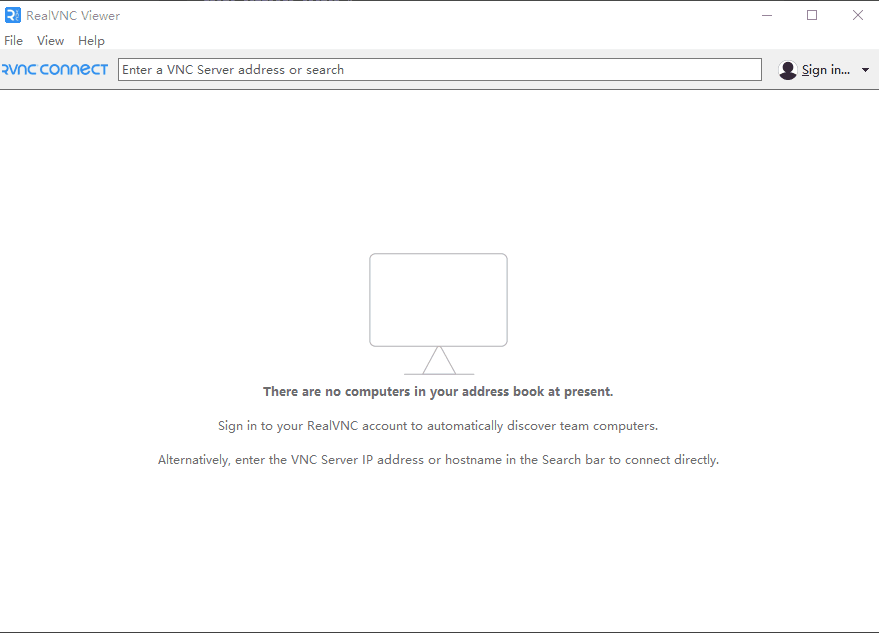 RealVNC Viewer
File View Help
RVNC CONNECT Enter a VNC Server address or search Sign in...
There are no computers in your address book at present.
Sign in to your RealVNC account to automatically discover team computers.
Alternatively, enter the VNC Server IP address or hostname in the Search bar to connect directly.